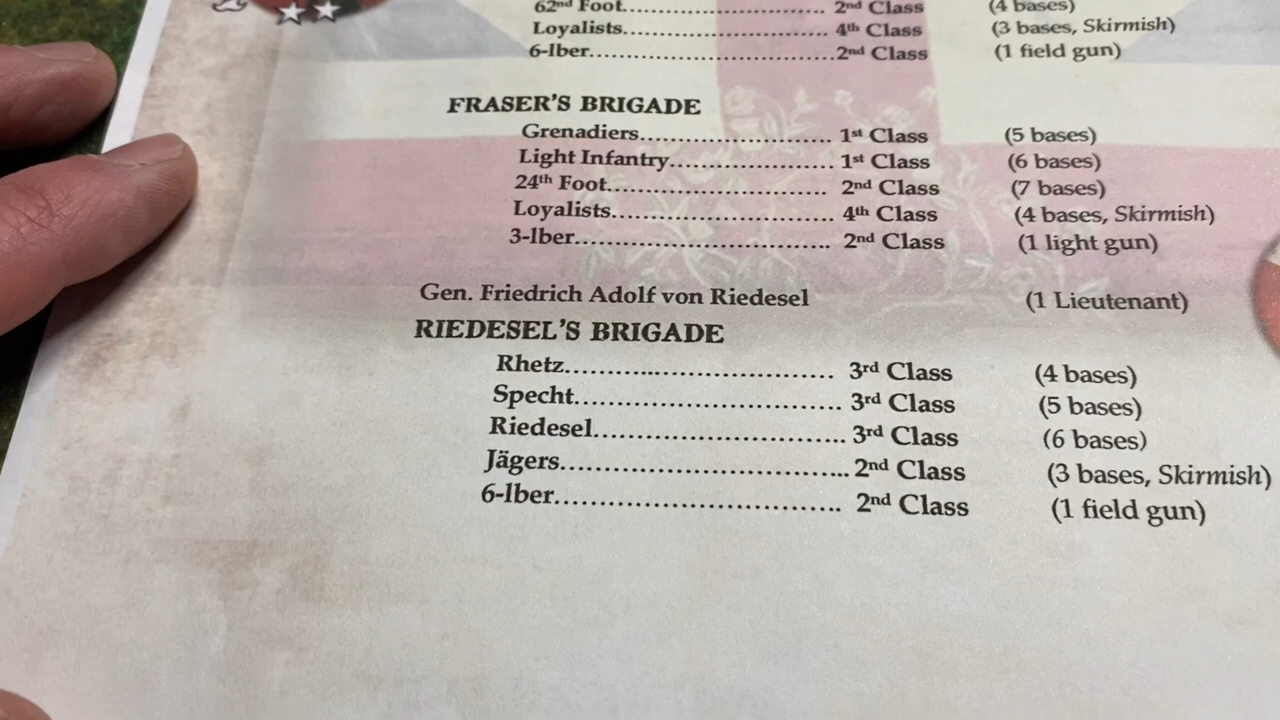 62nd Foot........................ 2nd Class (4 bases)
Loyalists.............................. 4th Class (3 bases, Skirmish)
6-lber.................................. 2nd Class (1 field gun)
FRASER'S BRIGADE
Grenadiers............................ 1st Class (5 bases)
Light Infantry....................... 1st Class (6 bases)
24th Foot............................... 2nd Class (7 bases)
Loyalists............................... 4th Class (4 bases, Skirmish)
3-lber.................................... 2nd Class (1 light gun)
Gen. Friedrich Adolf von Riedesel (1 Lieutenant)
RIEDESEL'S BRIGADE
Rhetz..................................... 3rd Class (4 bases)
Specht.................................... 3rd Class (5 bases)
Riedesel.................................. 3rd Class (6 bases)
Jägers..................................... 2nd Class (3 bases, Skirmish)
6-lber..................................... 2nd Class (1 field gun)